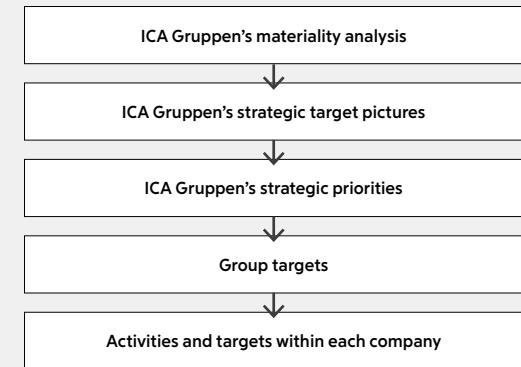 ICA Gruppen’s materiality analysis
ICA Gruppen’s strategic target pictures
ICA Gruppen’s strategic priorities
Group targets
Activities and targets within each company